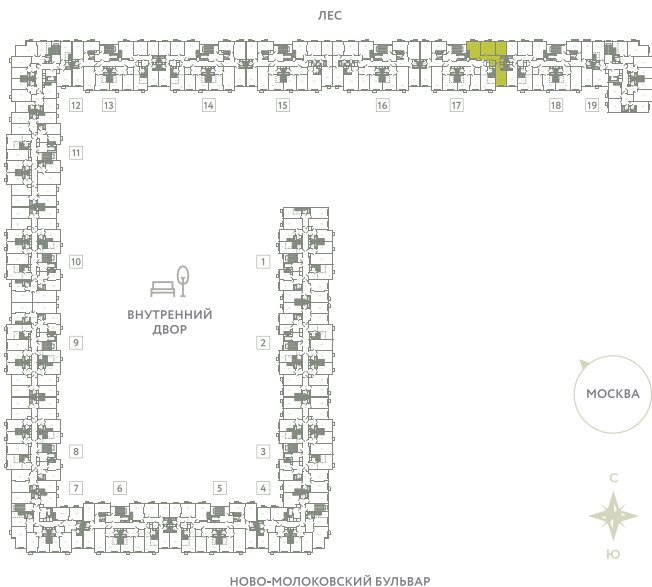 ЛЕС
12 13 14 15 16 17 18 19
11
10 1
ВНУТРЕННИЙ
ДВОР
9 2
МОСКВА
8 3
7 6 5 4
С
Ю
НОВО-МОЛОКОВСКИЙ БУЛЬВАР